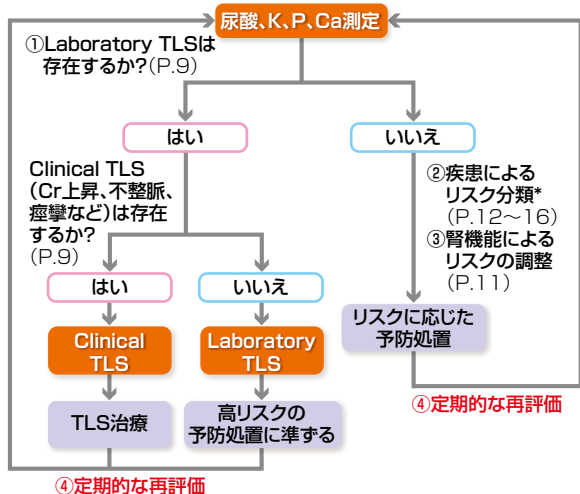 尿酸、K、P、Ca測定
①Laboratory TLSは
存在するか?(P.9)
はい
いいえ
Clinical TLS
(Cr上昇、不整脈、
痙攣など)は存在
するか?
(P.9)
②疾患による
リスク分類*
(P.12〜16)
③腎機能による
リスクの調整
(P.11)
はい
いいえ
Clinical
TLS
Laboratory
TLS
リスクに応じた
予防処置
TLS治療
高リスクの
予防処置に準ずる
④定期的な再評価
④定期的な再評価